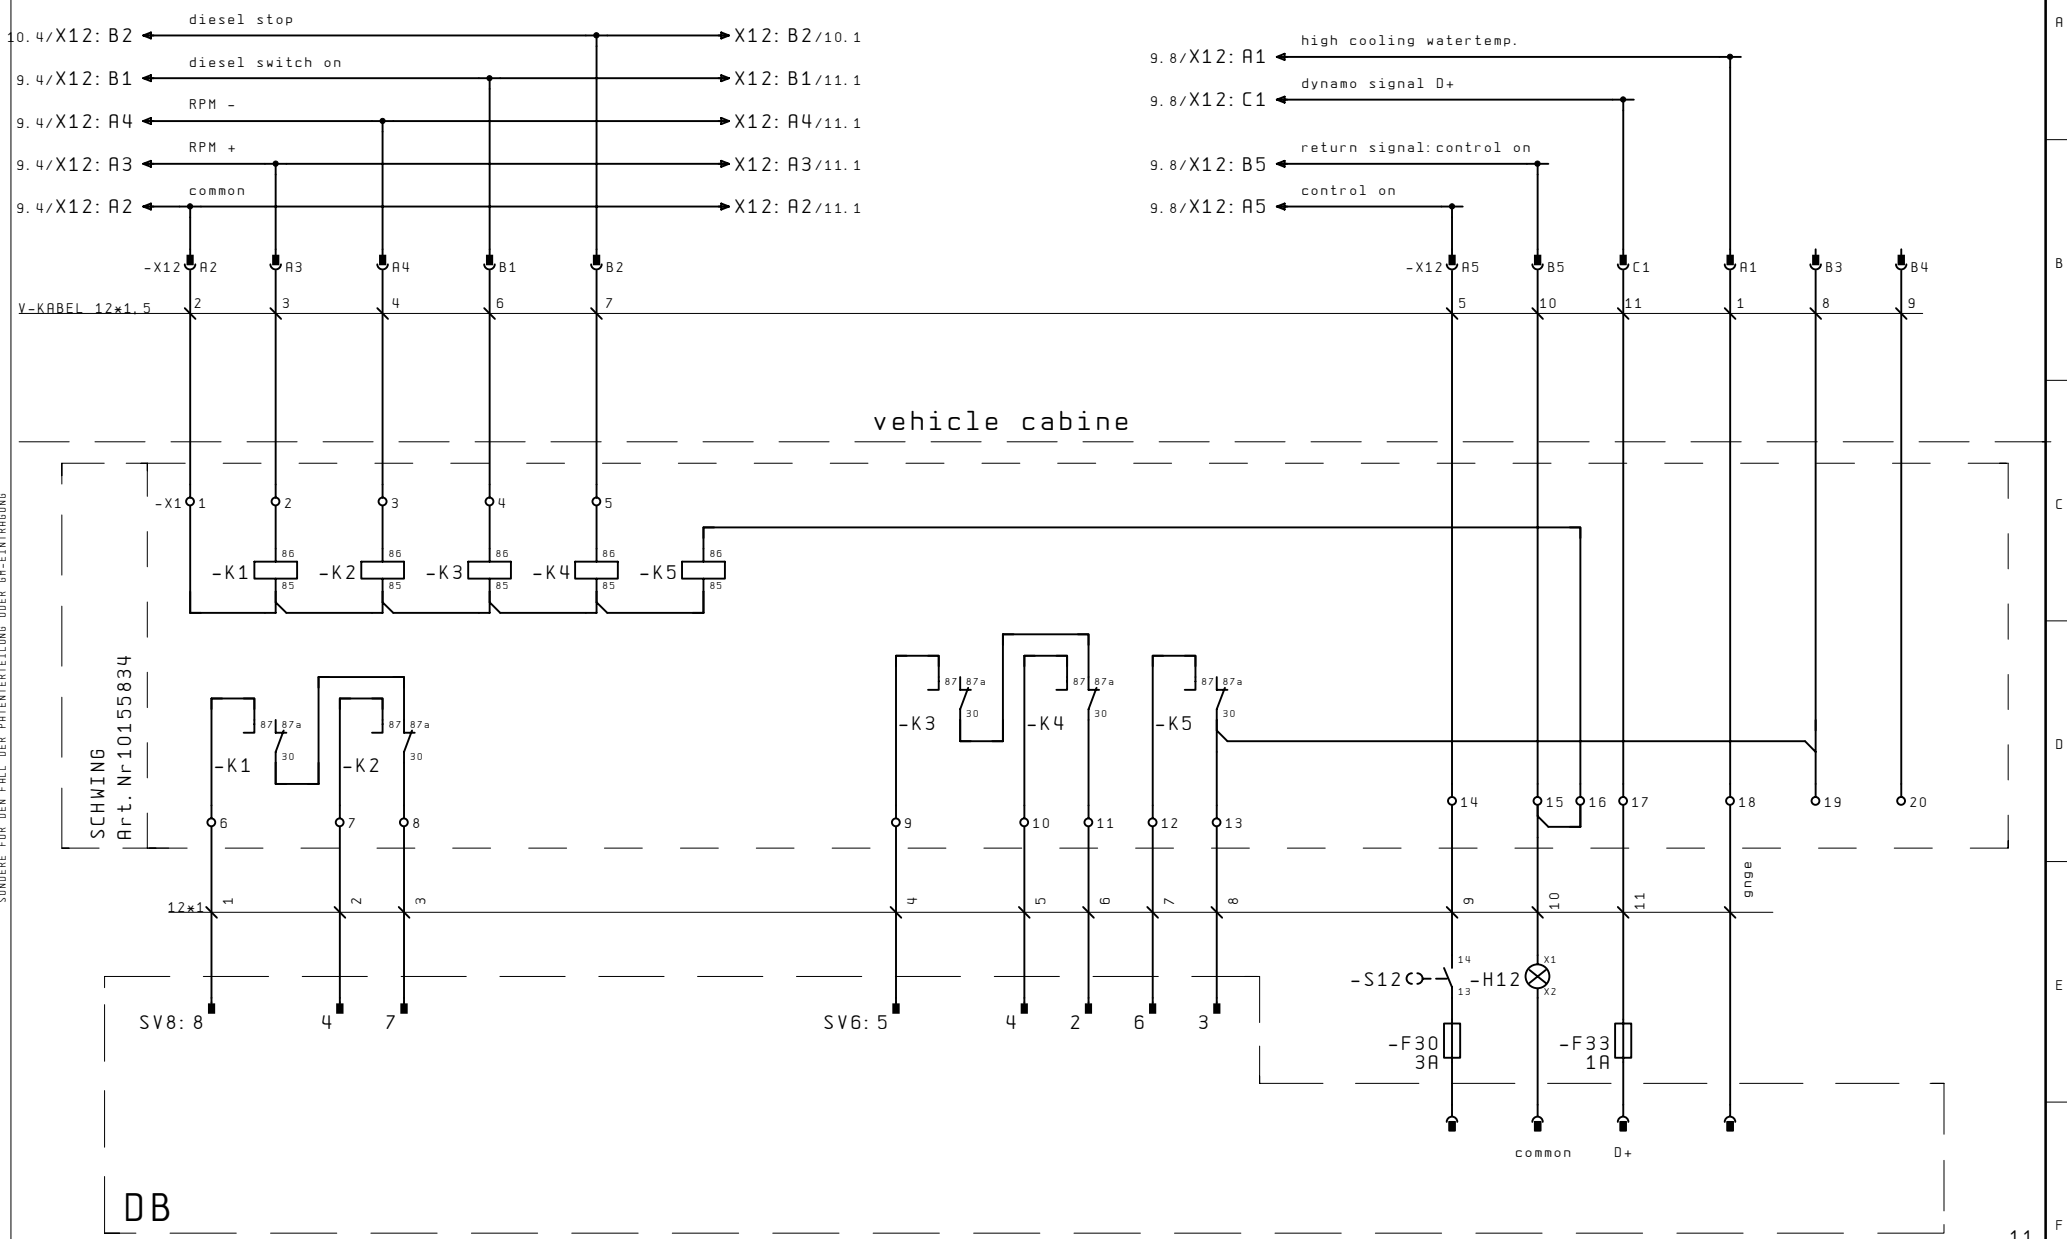 diesel stop
10.4/X12:B2 X12:B2/10.1
diesel switch on
9.4/X12:B1 X12:B1/11.1
RPM -
9.4/X12:A4 X12:A4/11.1
RPM +
9.4/X12:A3 X12:A3/11.1
common
9.4/X12:A2 X12:A2/11.1
high cooling watertemp.
9.8/X12:A1
dynamo signal D+
9.8/X12:C1
return signal:control on
9.8/X12:B5
control on
9.8/X12:A5
A
B
C
D
E
F
-X12 A2 A3 A4 B1 B2 -X12 A5 B5 C1 A1 B3 B4
V-KABEL 12*1,5 2 3 4 6 7 5 10 11 1 8 9
vehicle cabine
-X1 1 2 3 4 5
86 86 86 86 86
-K1 -K2 -K3 -K4 -K5
85 85 85 85 85
SCHWING
Art.Nr10155834
87 87a 87 87a 87 87a
-K3 30 -K4 30 -K5 30
87 87a 87 87a
-K1 30 -K2 30
14 15 16 17 18 19 20
6 7 8 9 10 11 12 13
gnge
12*1 1 2 3 4 5 6 7 8 9 10 11
-S12 14 13 -H12 X1 X2
SV8:8 4 7 SV6:5 4 2 6 3
-F30
3A
-F33
1A
common D+
DB
SONDERE FÜR DEN FALL DER PATENTERTEILUNG ODER GM-EINTRAGUNG